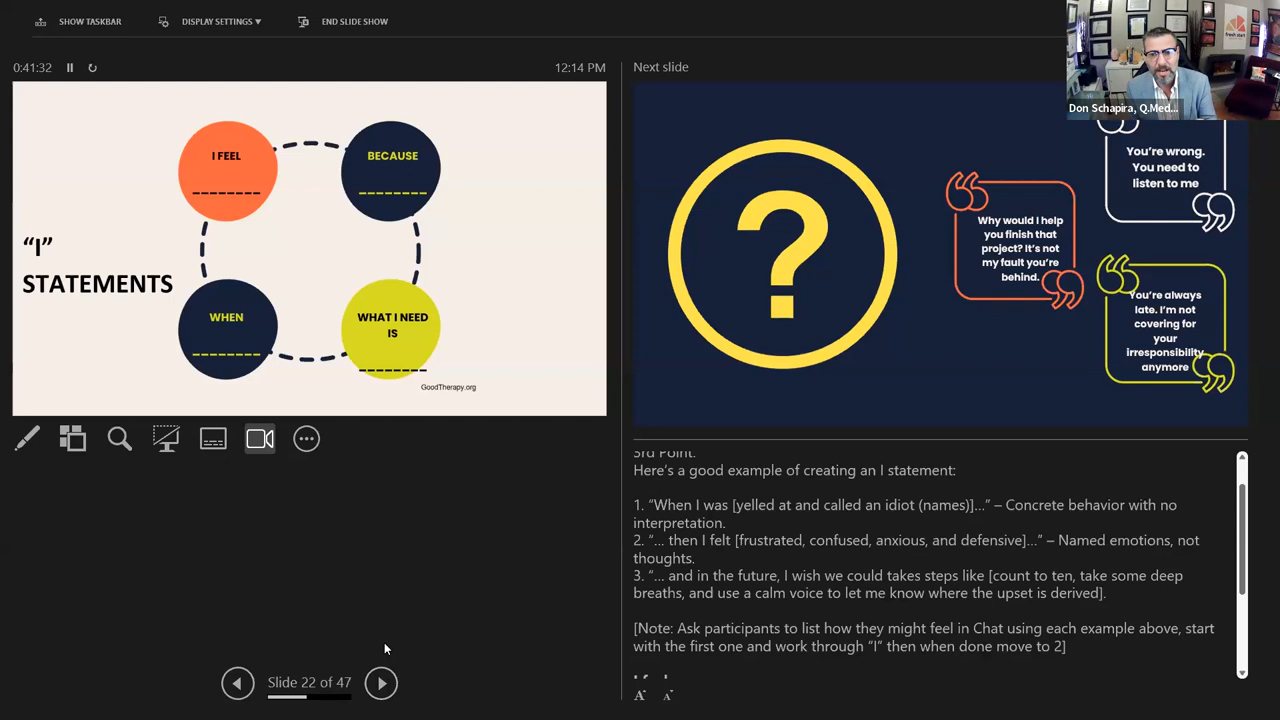 SHOW TASKBAR
DISPLAY SETTINGS ▼
END SLIDE SHOW
fresh start
Don Schapira, Q.Med...
0:41:32
12:14 PM
Next slide
I FEEL
_ _ _ _ _ _ _ _
BECAUSE
_ _ _ _ _ _ _ _
“I”
STATEMENTS
WHEN
_ _ _ _ _ _ _ _
WHAT I NEED
IS
_ _ _ _ _ _ _ _
GoodTherapy.org
?
You’re wrong.
You need to
listen to me
Why would I help
you finish that
project? It’s not
my fault you’re
behind.
You’re always
late. I’m not
covering for
your
irresponsibility
anymore
3rd Point.
Here’s a good example of creating an I statement:
1. “When I was [yelled at and called an idiot (names)]…” – Concrete behavior with no
interpretation.
2. “… then I felt [frustrated, confused, anxious, and defensive]…” – Named emotions, not
thoughts.
3. “… and in the future, I wish we could takes steps like [count to ten, take some deep
breaths, and use a calm voice to let me know where the upset is derived].
[Note: Ask participants to list how they might feel in Chat using each example above, start
with the first one and work through “I” then when done move to 2]
A A
Slide 22 of 47